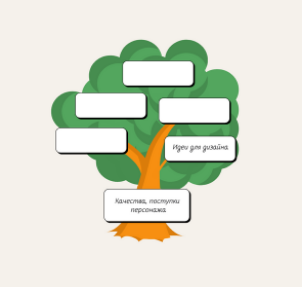 Идеи для дизайна
Качества, поступки
персонажа